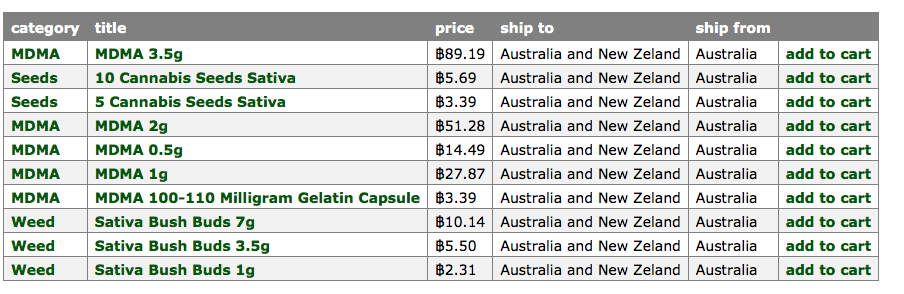 category title price ship to ship from
MDMA MDMA 3.5g ฿89.19 Australia and New Zeland Australia add to cart
Seeds 10 Cannabis Seeds Sativa ฿5.69 Australia and New Zeland Australia add to cart
Seeds 5 Cannabis Seeds Sativa ฿3.39 Australia and New Zeland Australia add to cart
MDMA MDMA 2g ฿51.28 Australia and New Zeland Australia add to cart
MDMA MDMA 0.5g ฿14.49 Australia and New Zeland Australia add to cart
MDMA MDMA 1g ฿27.87 Australia and New Zeland Australia add to cart
MDMA MDMA 100-110 Milligram Gelatin Capsule ฿3.39 Australia and New Zeland Australia add to cart
Weed Sativa Bush Buds 7g ฿10.14 Australia and New Zeland Australia add to cart
Weed Sativa Bush Buds 3.5g ฿5.50 Australia and New Zeland Australia add to cart
Weed Sativa Bush Buds 1g ฿2.31 Australia and New Zeland Australia add to cart